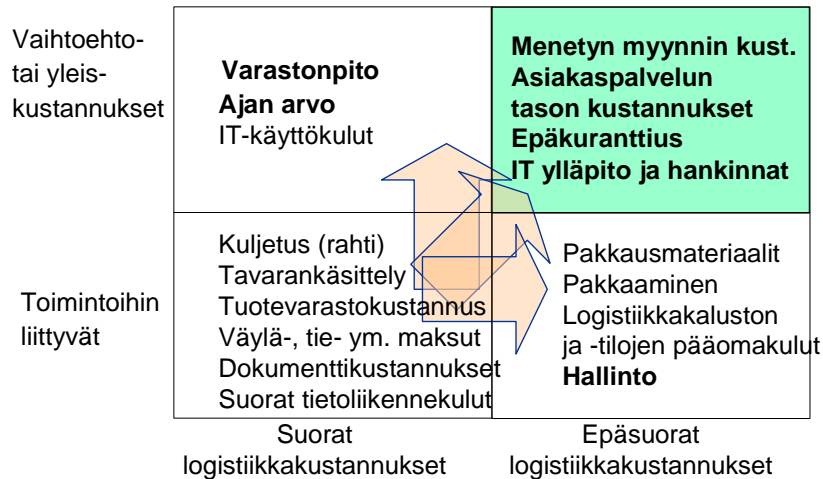 Vaihtoehto-
tai yleis-
kustannukset
Varastonpito
Ajan arvo
IT-käyttökulut
Menetyn myynnin kust.
Asiakaspalvelun
tason kustannukset
Epäkuranttius
IT ylläpito ja hankinnat
Toimintoihin
liittyvät
Kuljetus (rahti)
Tavarankäsittely
Tuotevarastokustannus
Väylä-, tie- ym. maksut
Dokumenttikustannukset
Suorat tietoliikennekulut
Pakkausmateriaalit
Pakkaaminen
Logistiikkakaluston
ja -tilojen pääomakulut
Hallinto
Suorat
logistiikkakustannukset
Epäsuorat
logistiikkakustannukset